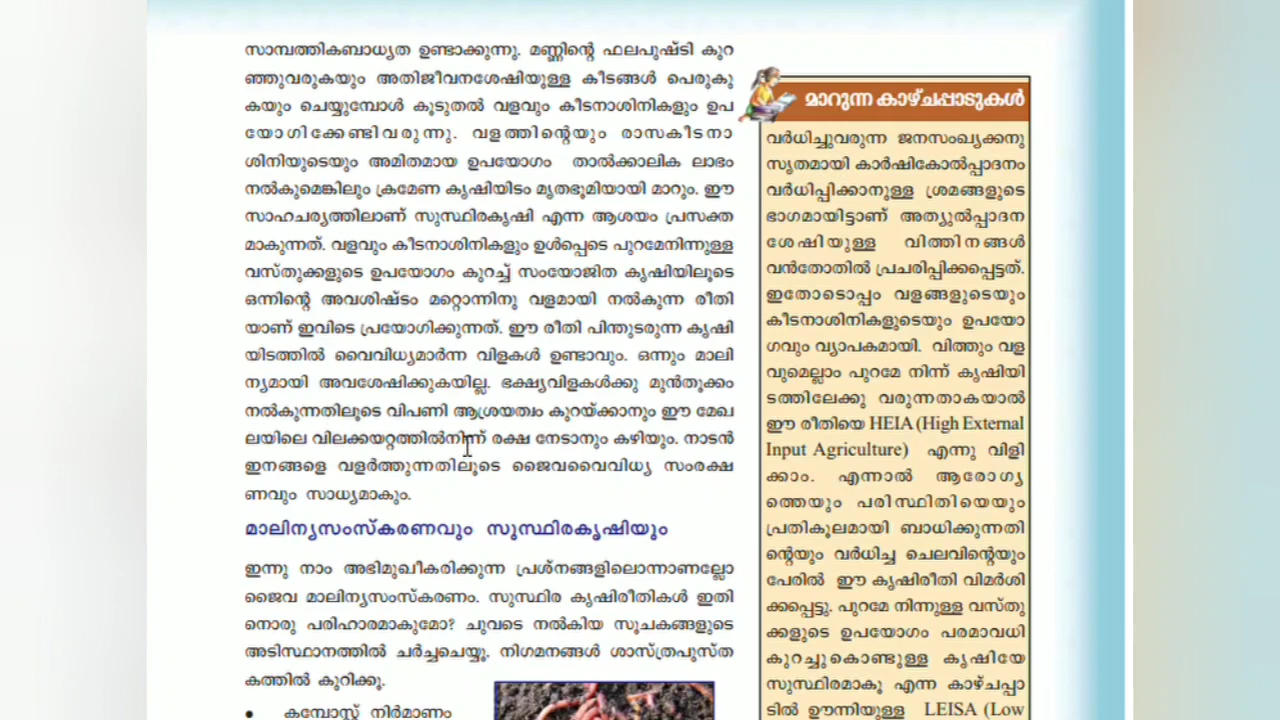 സാമ്പത്തികബാധ്യത ഉണ്ടാക്കുന്നു. മണ്ണിന്റെ ഫലപുഷ്ടി കുറ
ഞ്ഞുവരുകയും അതിജീവനശേഷിയുള്ള കീടങ്ങൾ പെരുകു
കയും ചെയ്യുമ്പോൾ കൂടുതൽ വളവും കീടനാശിനികളും ഉപ
യോഗിക്കേണ്ടിവരുന്നു. വളത്തിന്റെയും രാസകീടനാ
ശിനിയുടെയും അമിതമായ ഉപയോഗം താൽക്കാലിക ലാഭം
നൽകുമെങ്കിലും ക്രമേണ കൃഷിയിടം മൃതഭൂമിയായി മാറും. ഈ
സാഹചര്യത്തിലാണ് സുസ്ഥിരകൃഷി എന്ന ആശയം പ്രസക്ത
മാകുന്നത്. വളവും കീടനാശിനികളും ഉൾപ്പെടെ പുറമേനിന്നുള്ള
വസ്തുക്കളുടെ ഉപയോഗം കുറച്ച് സംയോജിത കൃഷിയിലൂടെ
ഒന്നിന്റെ അവശിഷ്ടം മറ്റൊന്നിനു വളമായി നൽകുന്ന രീതി
യാണ് ഇവിടെ പ്രയോഗിക്കുന്നത്. ഈ രീതി പിന്തുടരുന്ന കൃഷി
യിടത്തിൽ വൈവിധ്യമാർന്ന വിളകൾ ഉണ്ടാവും. ഒന്നും മാലി
ന്യമായി അവശേഷിക്കുകയില്ല. ഭക്ഷ്യവിളകൾക്കു മുൻതൂക്കം
നൽകുന്നതിലൂടെ വിപണി ആശ്രയത്വം കുറയ്ക്കാനും ഈ മേഖ
ലയിലെ വിലക്കയറ്റത്തിൽനിന്ന് രക്ഷ നേടാനും കഴിയും. നാടൻ
ഇനങ്ങളെ വളർത്തുന്നതിലൂടെ ജൈവവൈവിധ്യ സംരക്ഷ
ണവും സാധ്യമാകും.
മാലിന്യസംസ്കരണവും സുസ്ഥിരകൃഷിയും
ഇന്നു നാം അഭിമുഖീകരിക്കുന്ന പ്രശ്നങ്ങളിലൊന്നാണല്ലോ
ജൈവ മാലിന്യസംസ്കരണം. സുസ്ഥിര കൃഷിരീതികൾ ഇതി
നൊരു പരിഹാരമാകുമോ? ചുവടെ നൽകിയ സൂചകങ്ങളുടെ
അടിസ്ഥാനത്തിൽ ചർച്ചചെയ്യൂ. നിഗമനങ്ങൾ ശാസ്ത്രപുസ്ത
കത്തിൽ കുറിക്കൂ.
• കമ്പോസ്റ്റ് നിർമാണം
മാറുന്ന കാഴ്ചപ്പാടുകൾ
വർധിച്ചുവരുന്ന ജനസംഖ്യക്കനു
സൃതമായി കാർഷികോൽപ്പാദനം
വർധിപ്പിക്കാനുള്ള ശ്രമങ്ങളുടെ
ഭാഗമായിട്ടാണ് അത്യുൽപ്പാദന
ശേഷിയുള്ള വിത്തിനങ്ങൾ
വൻതോതിൽ പ്രചരിപ്പിക്കപ്പെട്ടത്.
ഇതോടൊപ്പം വളങ്ങളുടെയും
കീടനാശിനികളുടെയും ഉപയോ
ഗവും വ്യാപകമായി. വിത്തും വള
വുമെല്ലാം പുറമേ നിന്ന് കൃഷിയി
ടത്തിലേക്കു വരുന്നതാകയാൽ
ഈ രീതിയെ HEIA (High External
Input Agriculture) എന്നു വിളി
ക്കാം. എന്നാൽ ആരോഗ്യ
ത്തെയും പരിസ്ഥിതിയെയും
പ്രതികൂലമായി ബാധിക്കുന്നതി
ന്റെയും വർധിച്ച ചെലവിന്റെയും
പേരിൽ ഈ കൃഷിരീതി വിമർശി
ക്കപ്പെട്ടു. പുറമേ നിന്നുള്ള വസ്തു
ക്കളുടെ ഉപയോഗം പരമാവധി
കുറച്ചുകൊണ്ടുള്ള കൃഷിയേ
സുസ്ഥിരമാകൂ എന്ന കാഴ്ചപ്പാ
ടിൽ ഊന്നിയുള്ള LEISA (Low